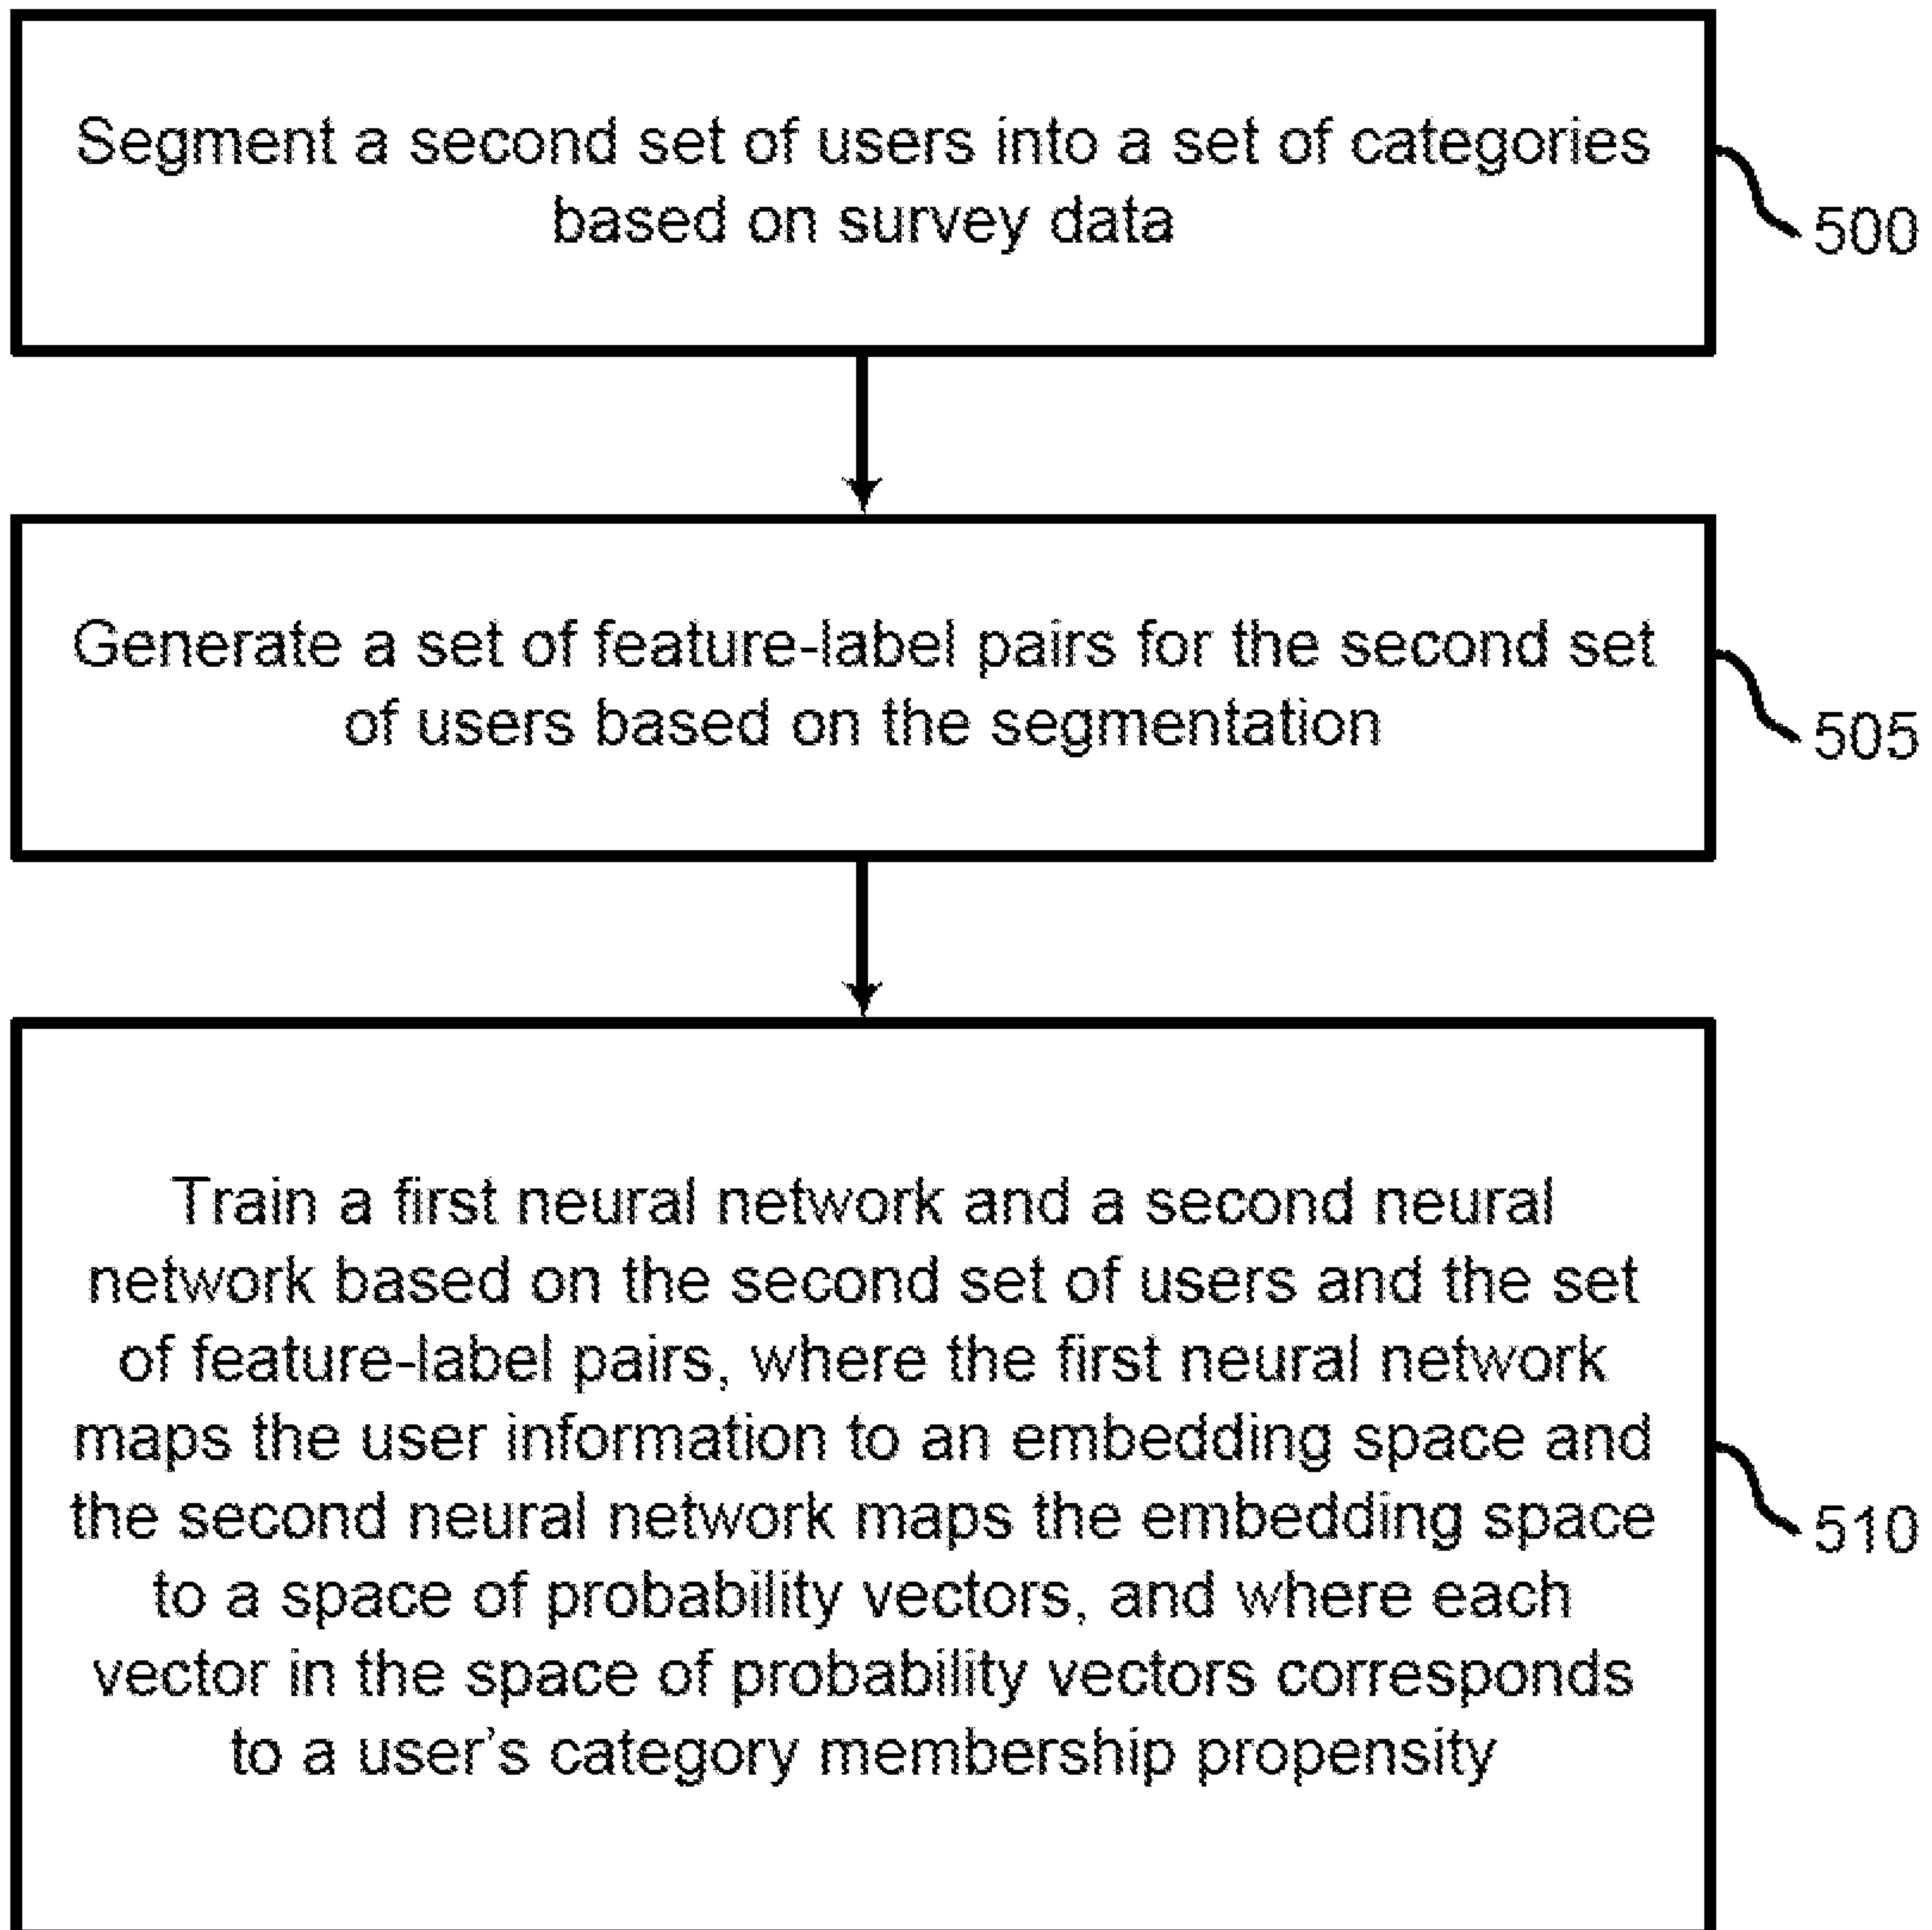 Segment a second set of users into a set of categories
based on survey data
500
Generate a set of feature-label pairs for the second set
of users based on the segmentation
505
Train a first neural network and a second neural
network based on the second set of users and the set
of feature-label pairs, where the first neural network
maps the user information to an embedding space and
the second neural network maps the embedding space
to a space of probability vectors, and where each
vector in the space of probability vectors corresponds
to a user's category membership propensity
510